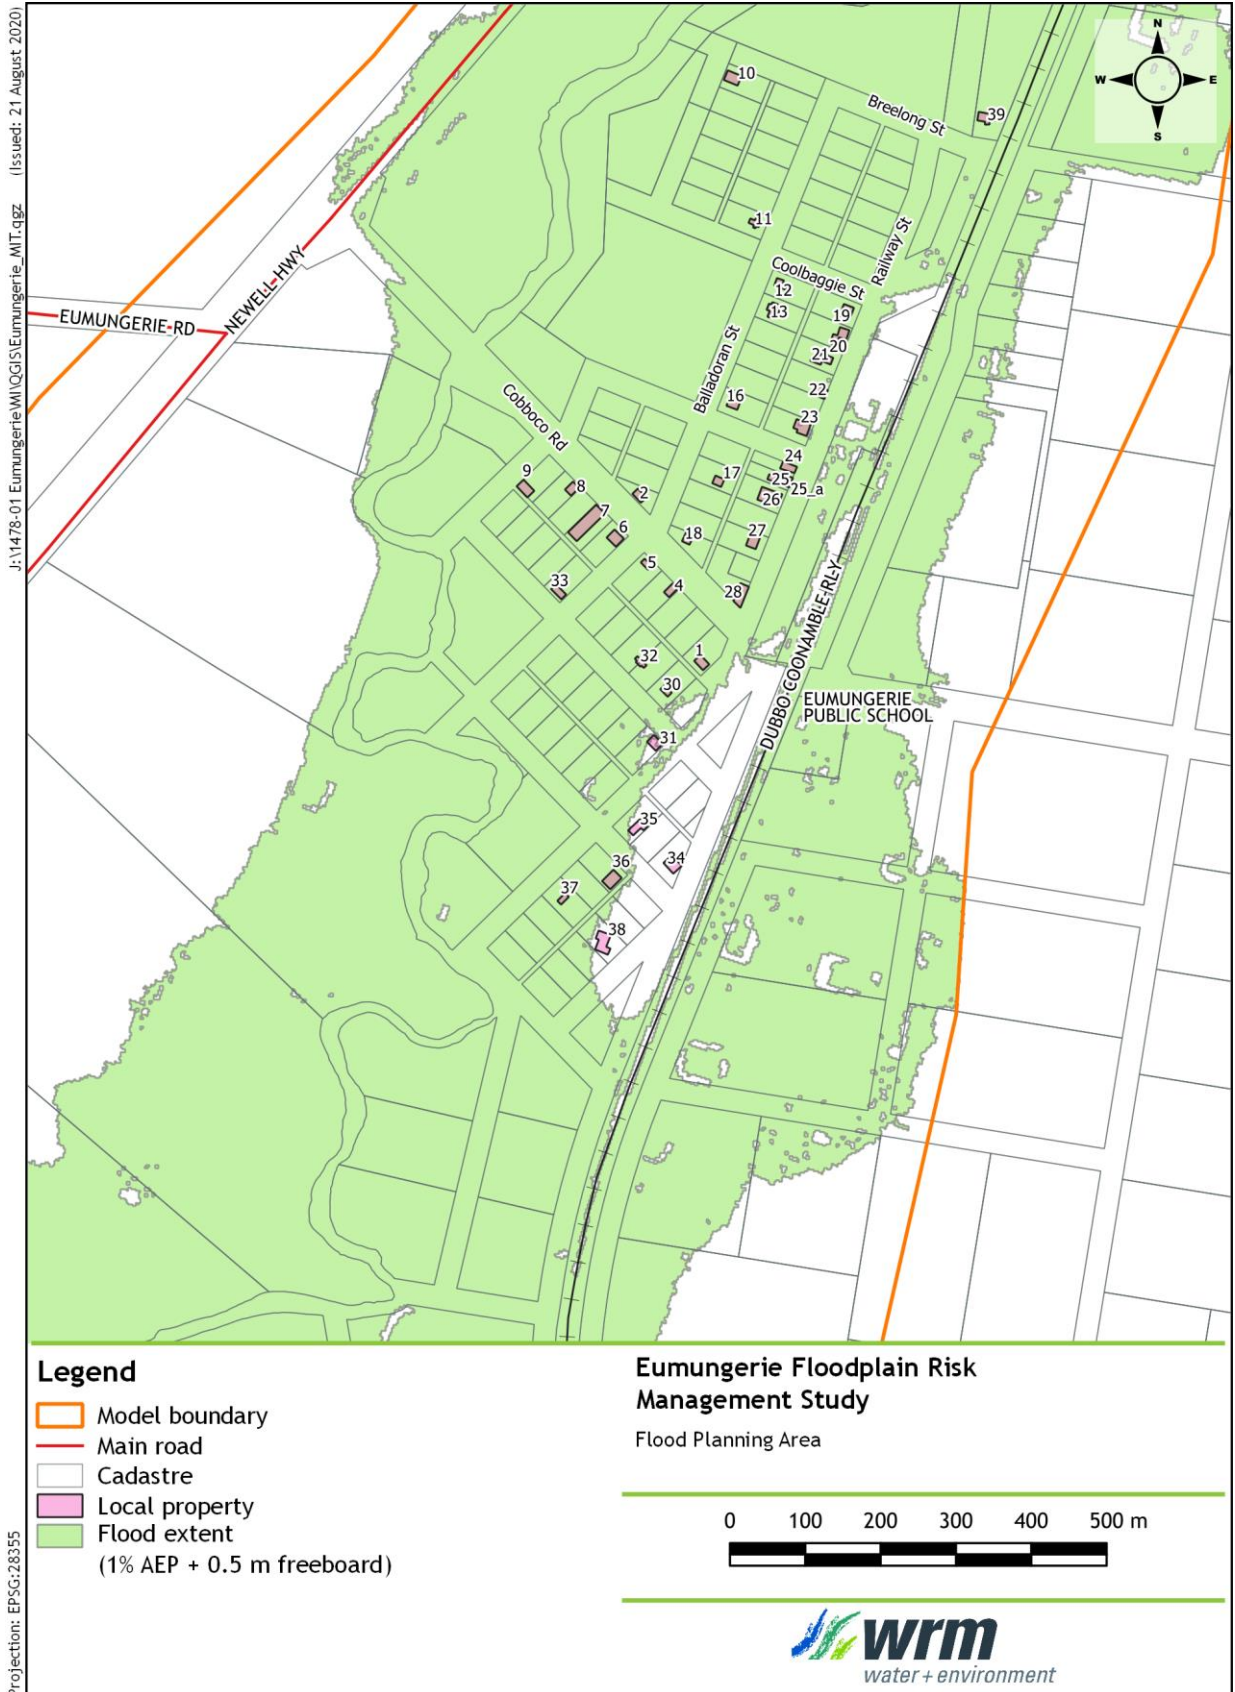 J:\1478-01 Eumungerie\WI\QGIS\Eumungerie_MIT.qgz (Issued: 21 August 2020)
N
W
E
S
10
39
Breelong St
11
Railway St
Coolbaggie St
12
13
19
EUMUNGERIE RD
NEWELL HWY
20
21
Balladoran St
22
16
23
Cobboco Rd
24
9
8
2
17
25
25_a
26
7
6
18
27
5
33
4
28
DUBBO-COONAMBLE RLY
32
1
30
EUMUNGERIE
PUBLIC SCHOOL
31
35
34
36
37
38
Legend
Model boundary
Main road
Cadastre
Local property
Flood extent
(1% AEP + 0.5 m freeboard)
Eumungerie Floodplain Risk
Management Study
Flood Planning Area
0 100 200 300 400 500 m
wrm
water + environment
Projection: EPSG:28355